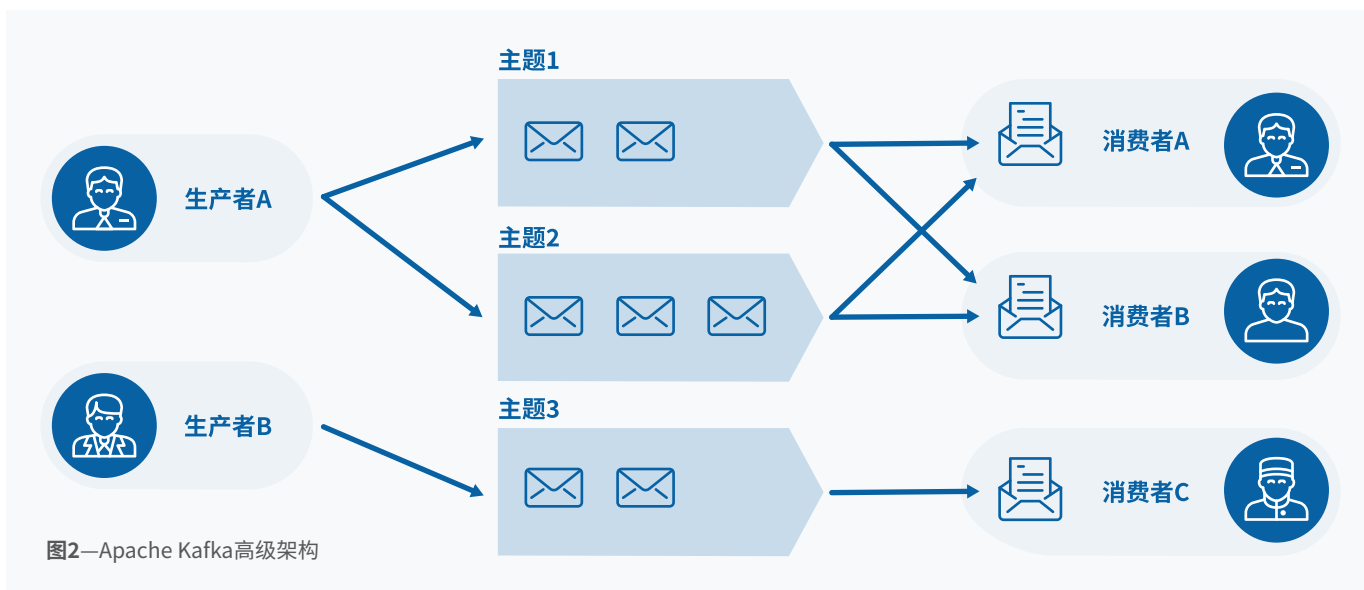 主题1
生产者A
消费者A
主题2
消费者B
主题3
生产者B
消费者C
图2—Apache Kafka高级架构